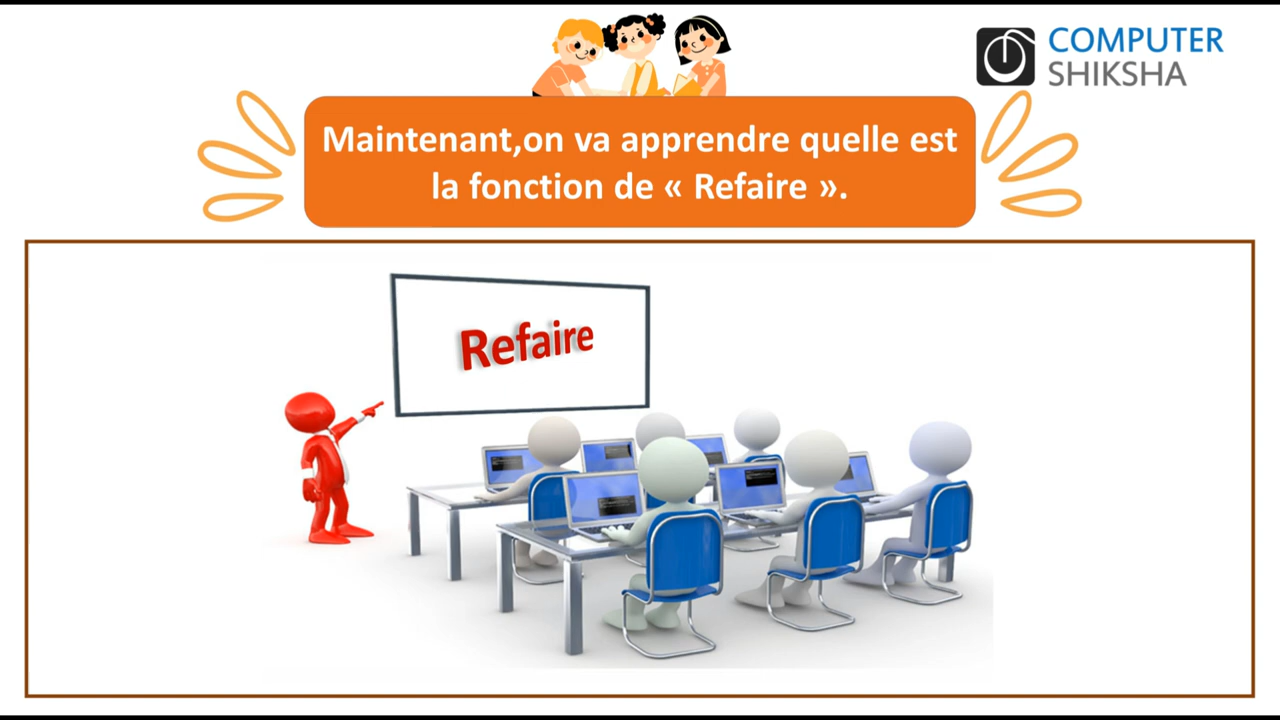 COMPUTER
SHIKSHA
Maintenant,on va apprendre quelle est
la fonction de « Refaire ».
Refaire